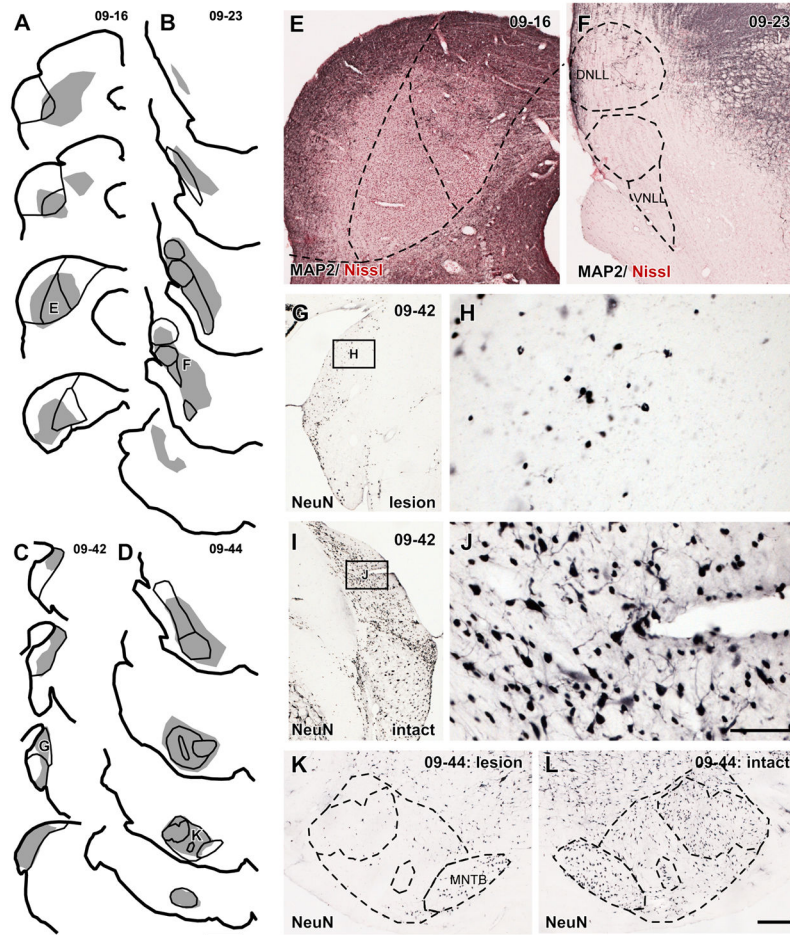 A 09-16 B 09-23
E
F
E 09-16
MAP2/ Nissl
F 09-23
DNLL
VNLL
MAP2/ Nissl
G 09-42
H
NeuN lesion
H
I 09-42
J
NeuN intact
J
C 09-42 D 09-44
G
K
K 09-44: lesion
MNTB
NeuN
L 09-44: intact
NeuN